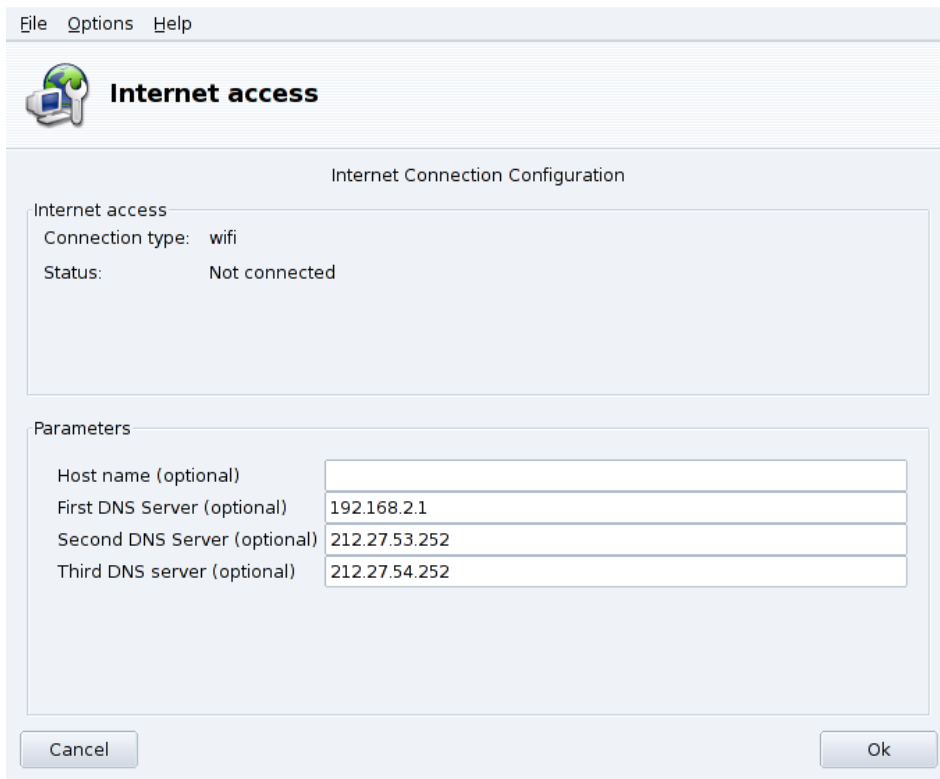 File Options Help
Internet access
Internet Connection Configuration
Internet access
Connection type: wifi
Status: Not connected
Parameters
Host name (optional)
First DNS Server (optional) 192.168.2.1
Second DNS Server (optional) 212.27.53.252
Third DNS server (optional) 212.27.54.252
Cancel Ok